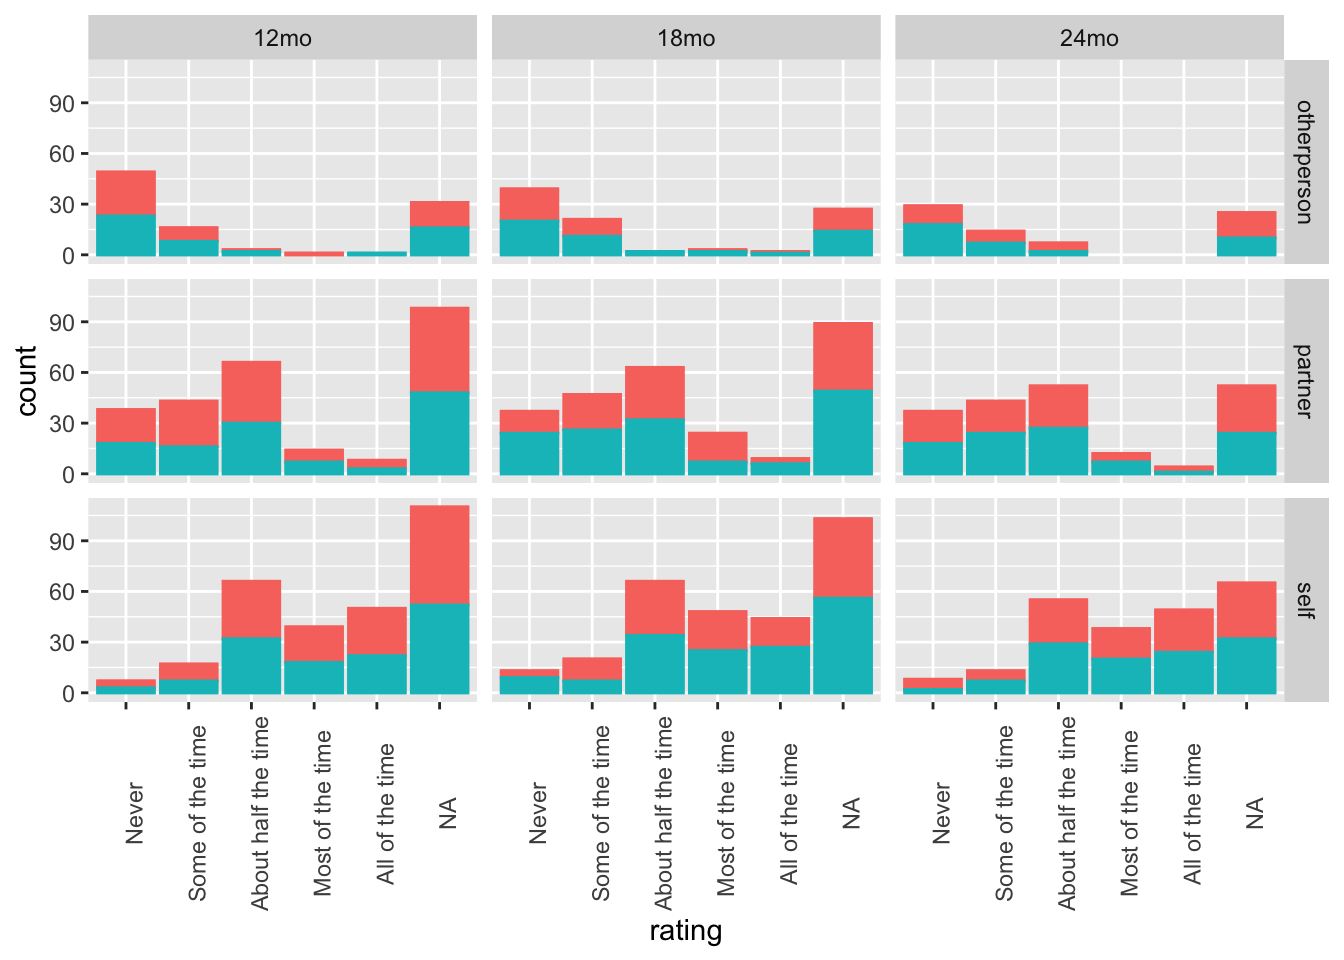 12mo 18mo 24mo
90
60
30
0
otherperson
90
60
30
0
partner
90
60
30
0
self
count
Never
Some of the time
About half the time
Most of the time
All of the time
NA
Never
Some of the time
About half the time
Most of the time
All of the time
NA
Never
Some of the time
About half the time
Most of the time
All of the time
NA
rating